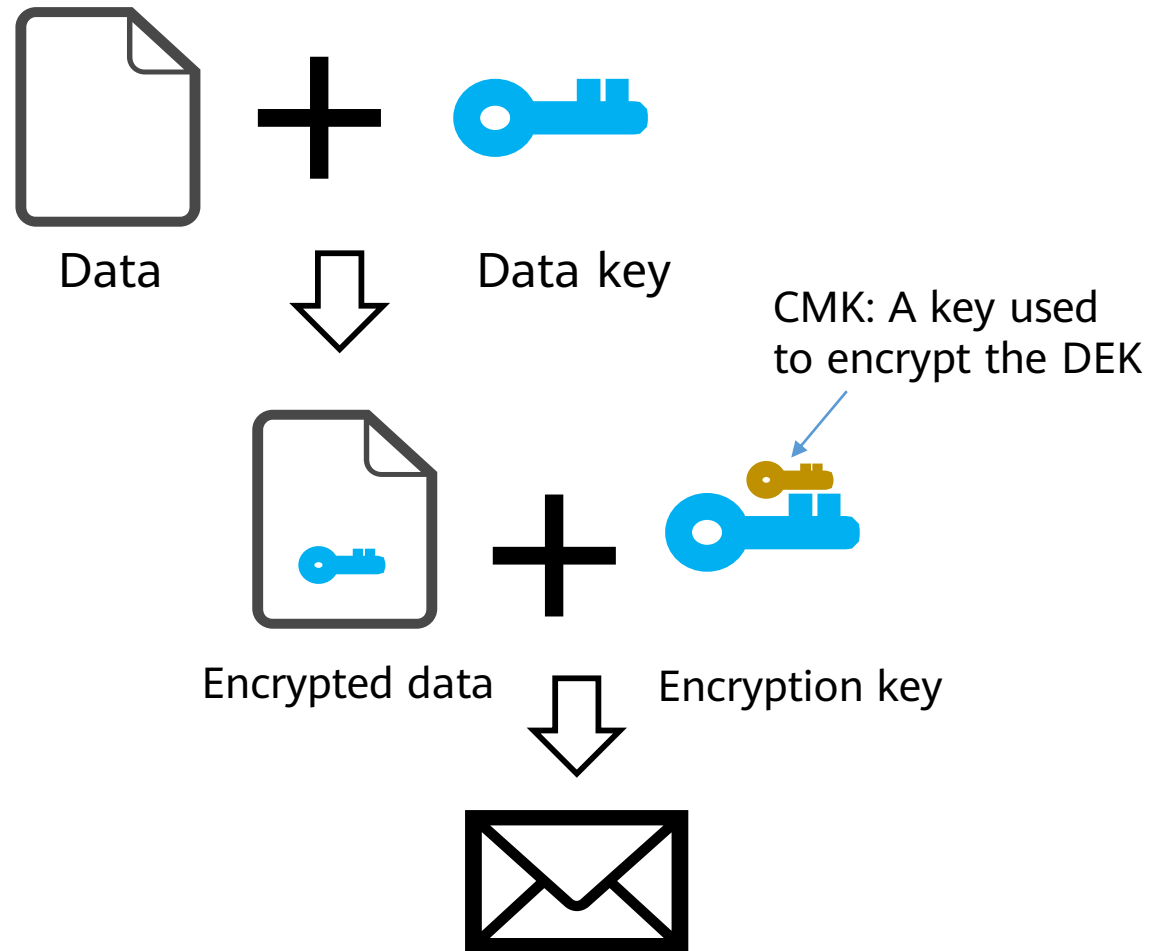 Data
Data key
CMK: A key used
to encrypt the DEK
Encrypted data
Encryption key